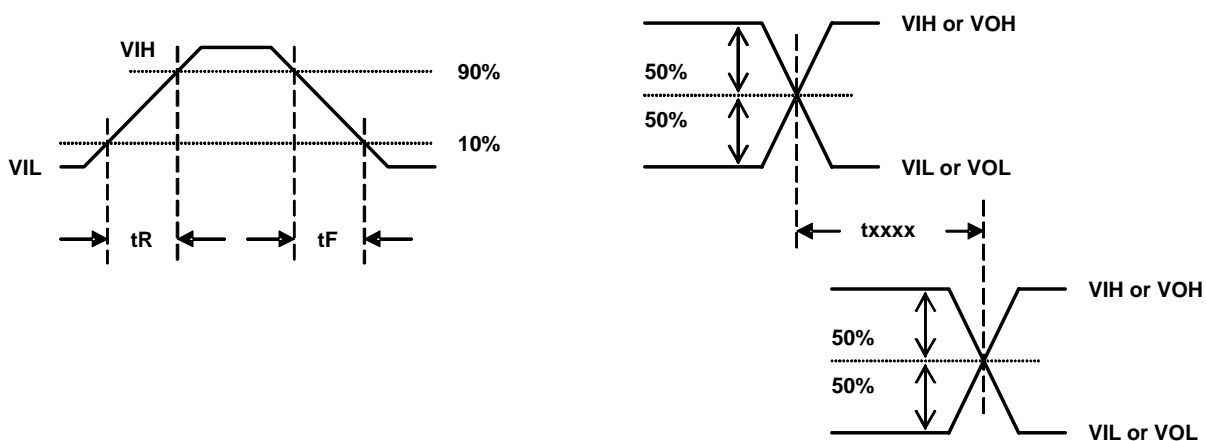 VIH
90%
10%
VIL
tR
tF
VIH or VOH
50%
50%
VIL or VOL
txxxx
VIH or VOH
50%
50%
VIL or VOL